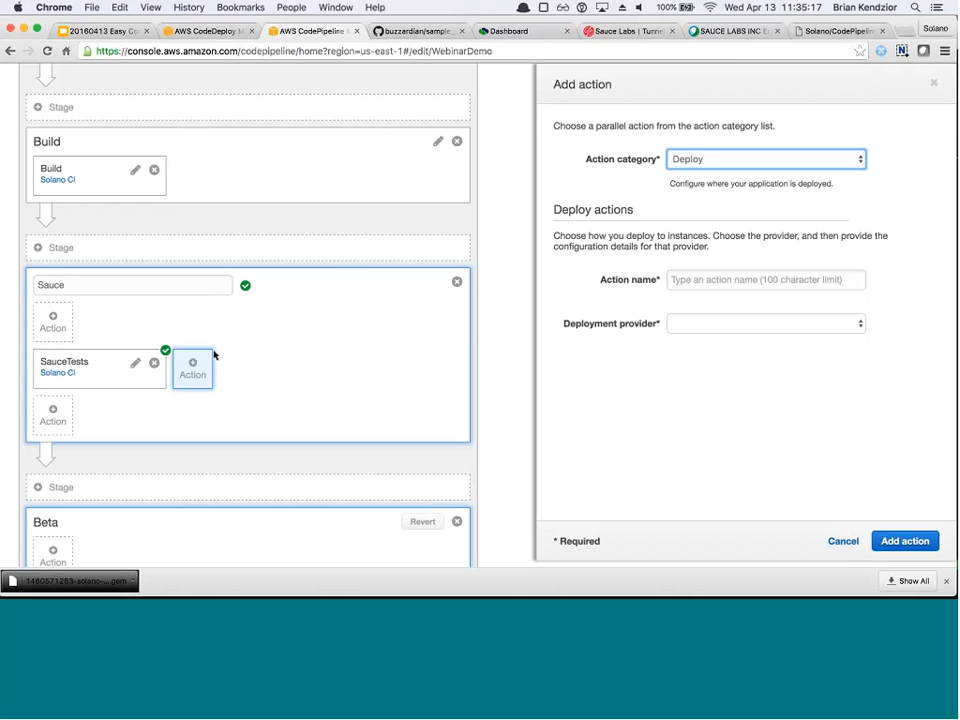 Chrome File Edit View History Bookmarks People Window Help 100% Wed Apr 13 11:35:17 Brian Kendzior
20160413 Easy Co
AWS CodeDeploy M
AWS CodePipeline
buzzardian/sample
Dashboard
Sauce Labs | Tunne
SAUCE LABS INC E
Solano/CodePipelin
Solano
https://console.aws.amazon.com/codepipeline/home?region=us-east-1#/edit/WebinarDemo
Stage
Build
Build
Solano CI
Stage
Sauce
Action
SauceTests
Solano CI
Action
Action
Stage
Beta
Revert
Action
Add action
Choose a parallel action from the action category list.
Action category* Deploy
Configure where your application is deployed.
Deploy actions
Choose how you deploy to instances. Choose the provider, and then provide the
configuration details for that provider.
Action name* Type an action name (100 character limit)
Deployment provider*
* Required
Cancel
Add action
1460571283-solano-....gem
Show All